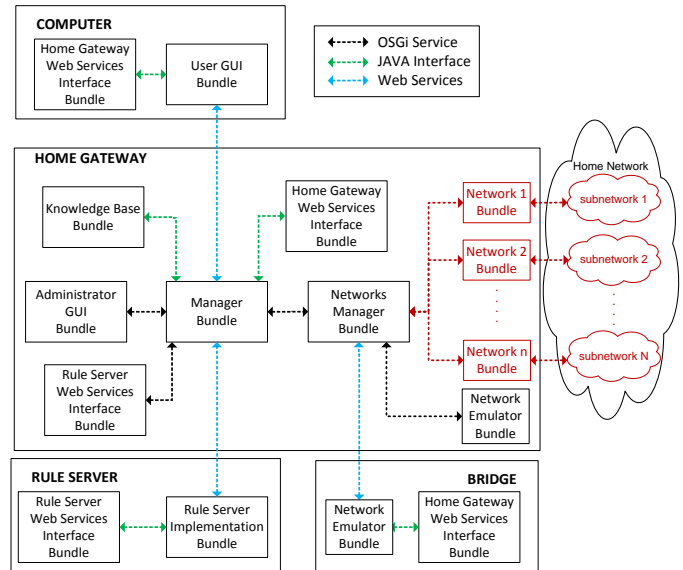 COMPUTER
Home Gateway
Web Services
Interface
Bundle
User GUI
Bundle
OSGi Service
JAVA Interface
Web Services
HOME GATEWAY
Knowledge Base
Bundle
Home Gateway
Web Services
Interface
Bundle
Network 1
Bundle
Network 2
Bundle
Network n
Bundle
Administrator
GUI
Bundle
Manager
Bundle
Networks
Manager
Bundle
Rule Server
Web Services
Interface
Bundle
Network
Emulator
Bundle
Home Network
subnetwork 1
subnetwork 2
subnetwork N
RULE SERVER
Rule Server
Web Services
Interface
Bundle
Rule Server
Implementation
Bundle
BRIDGE
Network
Emulator
Bundle
Home Gateway
Web Services
Interface
Bundle